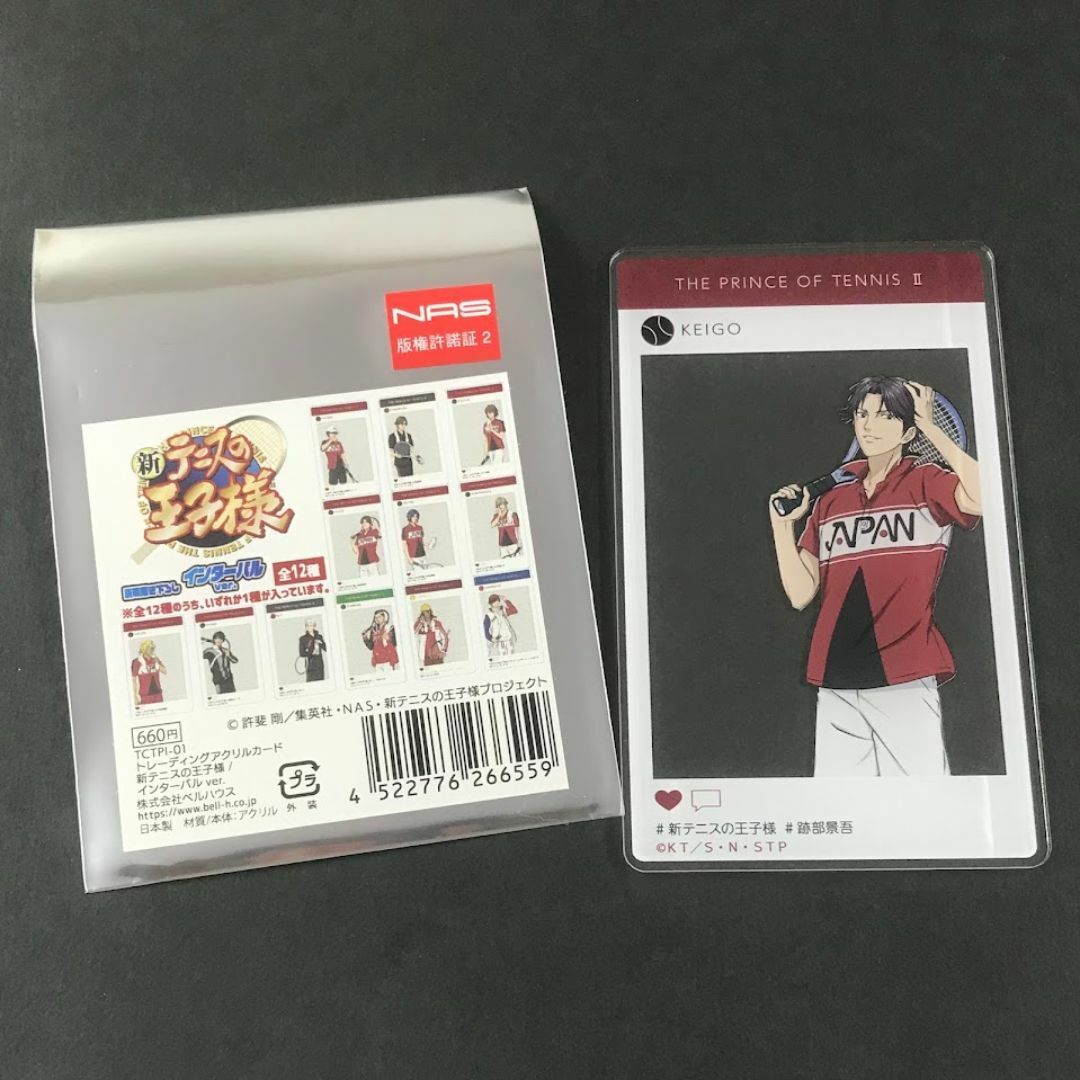 NAS
版権許諾証2
新テニスの
王子様
インターバル
ver.
全12種
※全12種のうち、いずれか1種が入っています。
© 許斐 剛／集英社・NAS・新テニスの王子様プロジェクト
660円
TCTPI-01
トレーディングアクリルカード
新テニスの王子様 /
インターバル ver.
株式会社ベルハウス
https://www.bell-h.co.jp
日本製 材質/本体:アクリル
プラ
外装
4 522776 266559
THE PRINCE OF TENNIS Ⅱ
KEIGO
JAPAN
#新テニスの王子様 #跡部景吾
©KT／S・N・STP